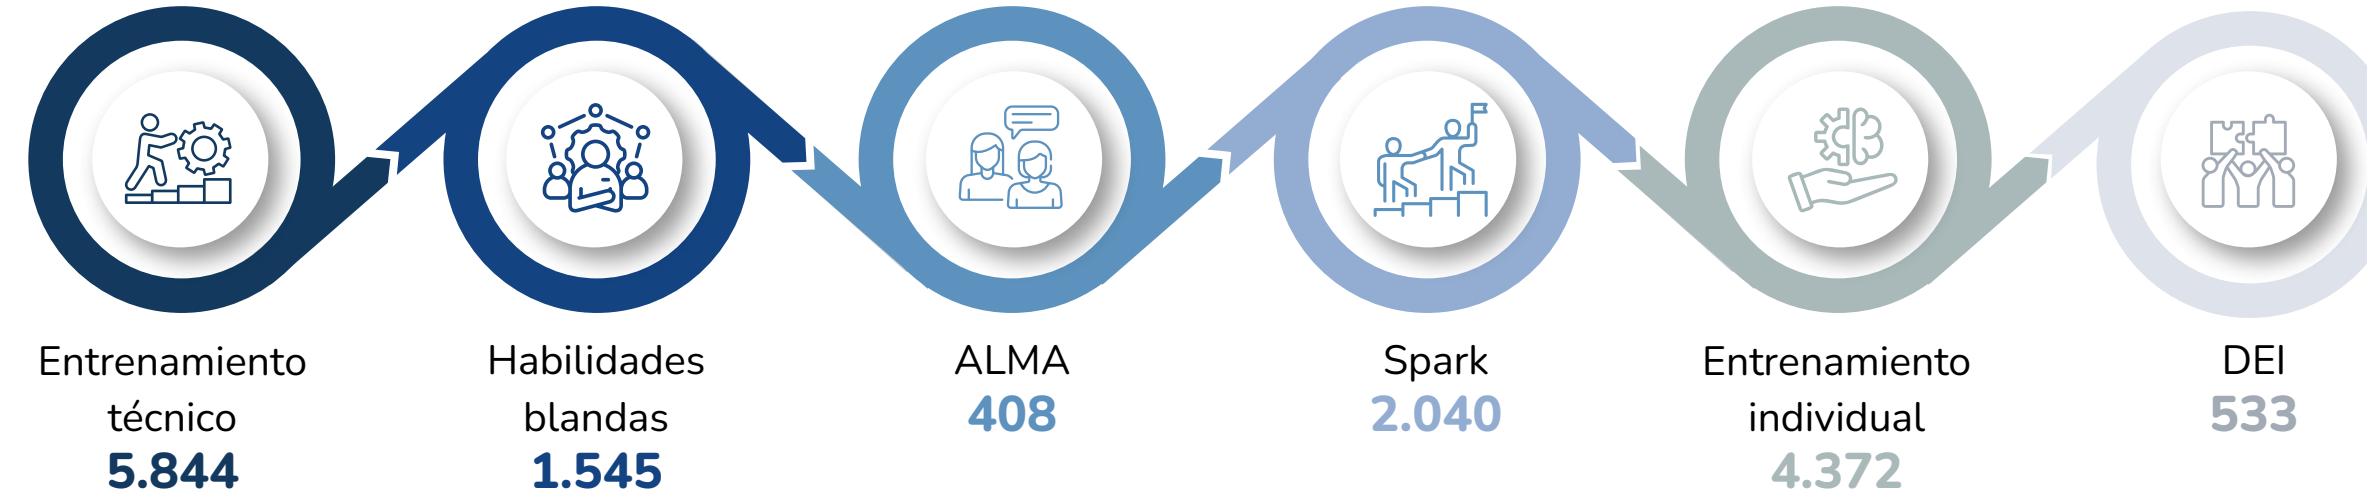 Entrenamiento
técnico
5.844
Habilidades
blandas
1.545
ALMA
408
Spark
2.040
Entrenamiento
individual
4.372
DEI
533